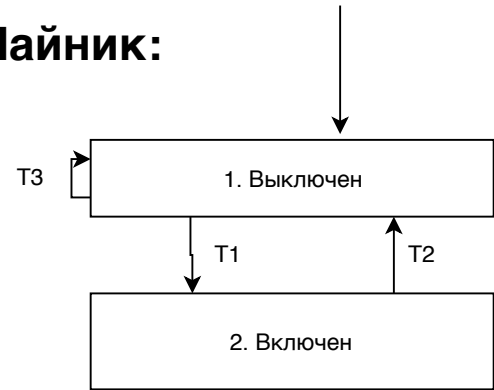 айник:
1. Выключен
T3
T1
T2
2. Включен